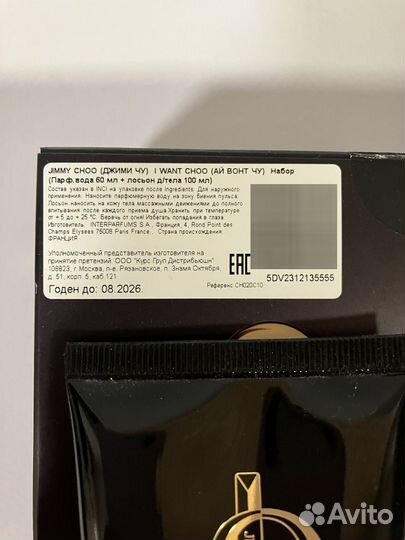 JIMMY CHOO (ДЖИМИ ЧУ) I WANT CHOO (АЙ ВОНТ ЧУ) Набор
(Парф.вода 60 мл + лосьон д/тела 100 мл)
Состав указан в INCI на упаковке после Ingredients. Для наружного
применения. Наносить парфюмерную воду на зону биения пульса.
Лосьон наносить на кожу тела массажными движениями до полного
впитывания после каждого приема душа.Хранить при температуре
от + 5 до + 25 °С. Беречь от огня! Избегать попадания в глаза.
Изготовитель: INTERPARFUMS S.A., Франция, 4, Rond Point des
Champs Elysees 75008 Paris France., Страна происхождения:
ФРАНЦИЯ
Уполномоченный представитель изготовителя на
принятие претензий: ООО "Курс Груп Дистрибьюшн"
108823, г.Москва, п-е. Рязановское, п. Знамя Октября,
д. 51, корп. 5, каб.121
Годен до: 08.2026.
ЕАС
5DV2312135555
Референс CH020C10
Avito